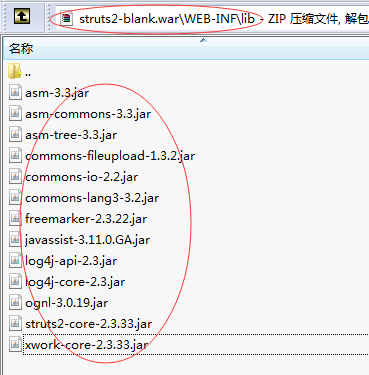 struts2-blank.war\WEB-INF\lib - ZIP 压缩文件, 解包
名称
..
asm-3.3.jar
asm-commons-3.3.jar
asm-tree-3.3.jar
commons-fileupload-1.3.2.jar
commons-io-2.2.jar
commons-lang3-3.2.jar
freemarker-2.3.22.jar
javassist-3.11.0.GA.jar
log4j-api-2.3.jar
log4j-core-2.3.jar
ognl-3.0.19.jar
struts2-core-2.3.33.jar
xwork-core-2.3.33.jar